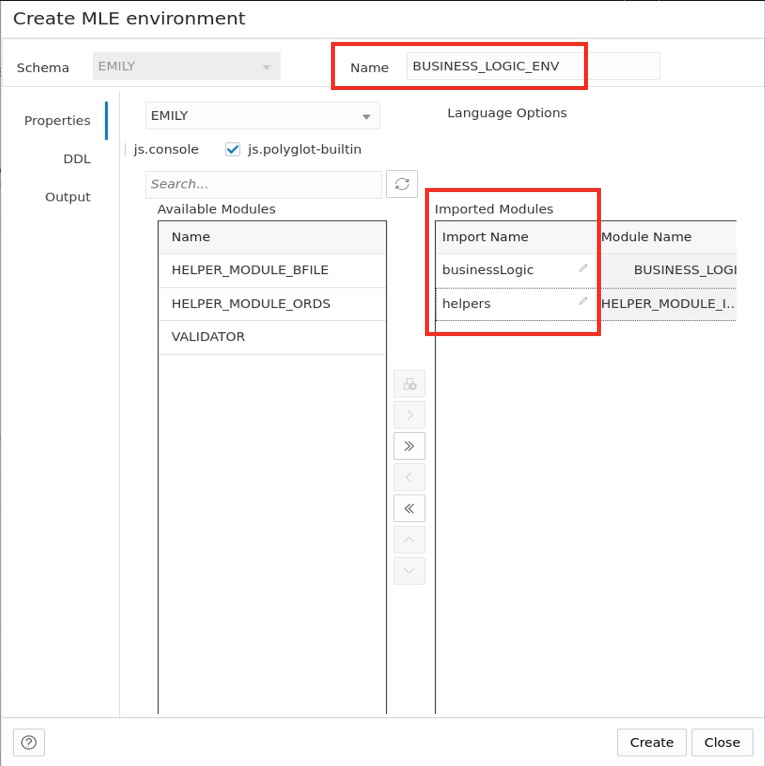 Create MLE environment
Schema EMILY Name BUSINESS_LOGIC_ENV
Properties
DDL
Output
EMILY Language Options
js.console js.polyglot-builtin
Search...
Available Modules Imported Modules
Name Import Name Module Name
HELPER_MODULE_BFILE businessLogic BUSINESS_LOGI
HELPER_MODULE_ORDS helpers HELPER_MODULE_I...
VALIDATOR
Create Close